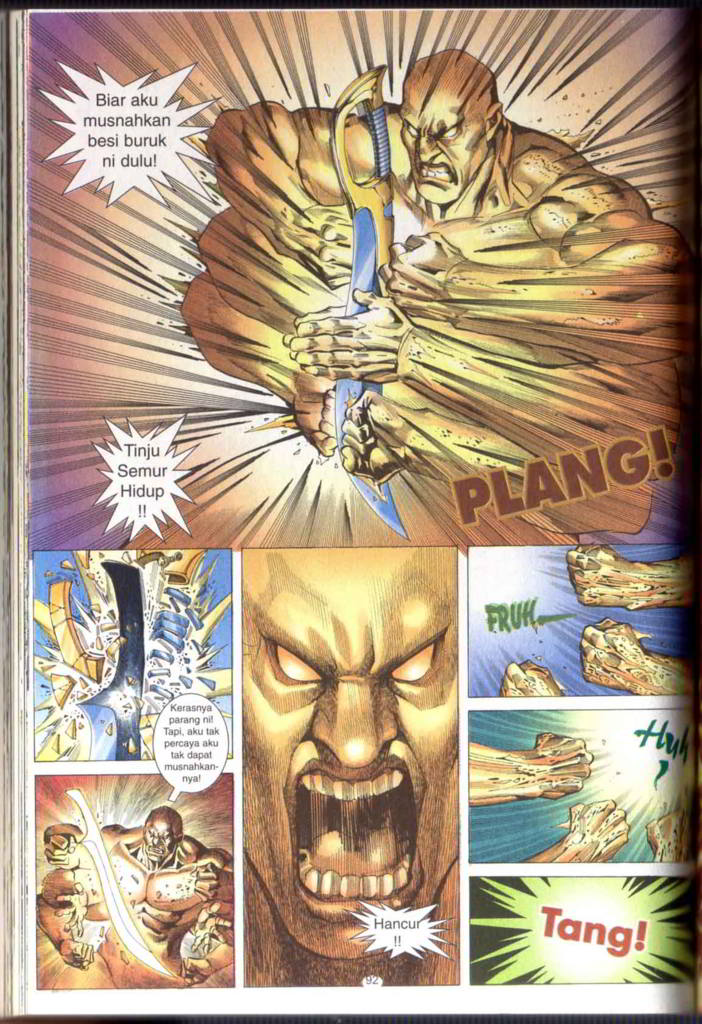 Biar aku
musnahkan
besi buruk
ni dulu!
Tinju
Semur
Hidup
!!
PLANG!
Kerasnya
parang ni!
Tapi, aku tak
percaya aku
tak dapat
musnahkan-
nya!
Hancur
!!
FRUH...
Huh
Tang!
92